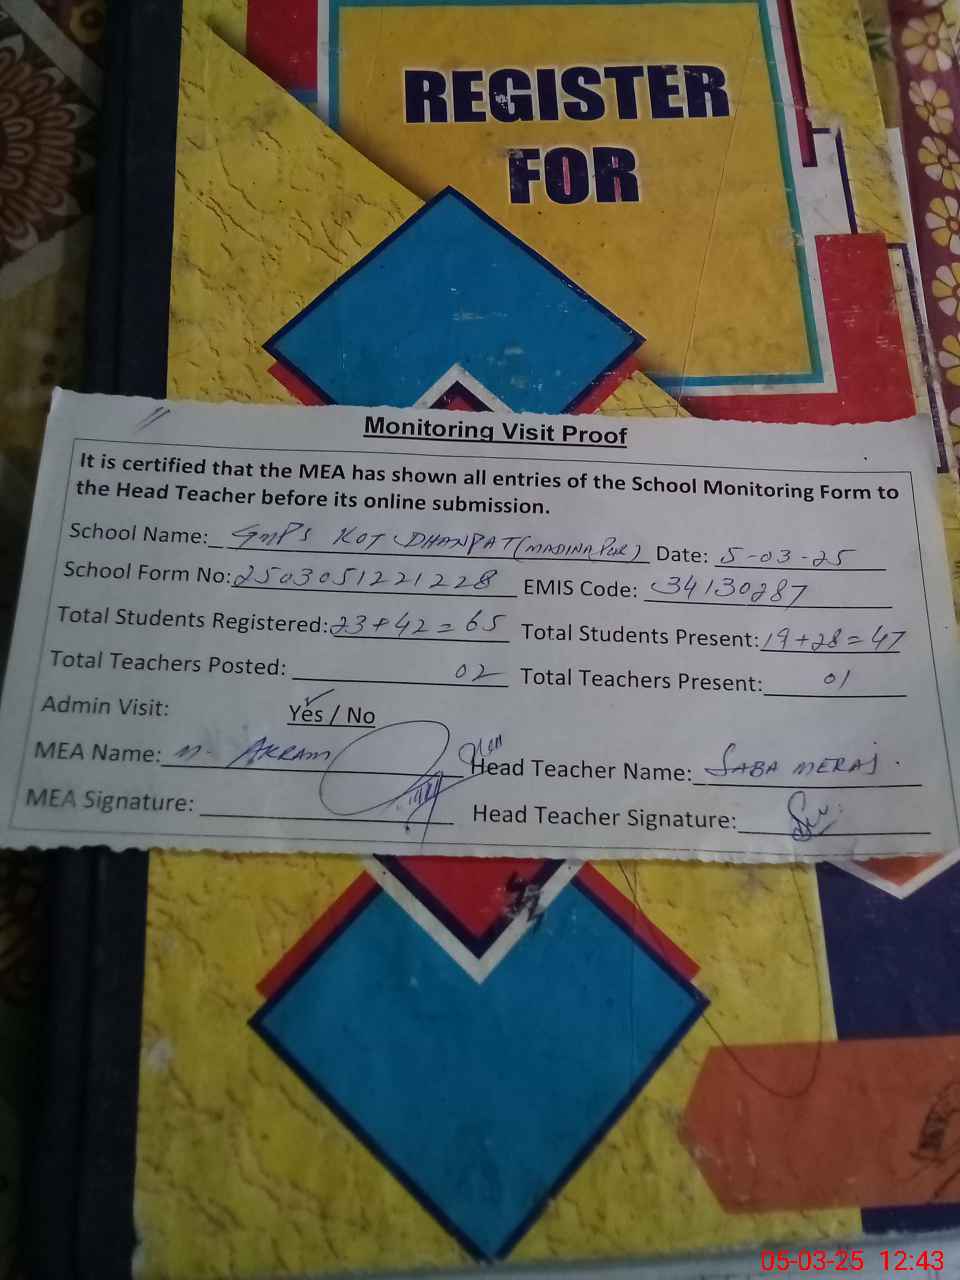 REGISTER
FOR
Monitoring Visit Proof
It is certified that the MEA has shown all entries of the School Monitoring Form to
the Head Teacher before its online submission.
School Name: GMPS KOT DHANPAT (MADINA PUR) Date: 5-03-25
School Form No: 2503051221228 EMIS Code: 34130287
Total Students Registered: 23+42=65 Total Students Present: 19+28=47
Total Teachers Posted: 02 Total Teachers Present: 01
Admin Visit: Yes / No
MEA Name: M. AKRAM Head Teacher Name: SABA MERAJ.
MEA Signature: Head Teacher Signature:
05-03-25 12:43